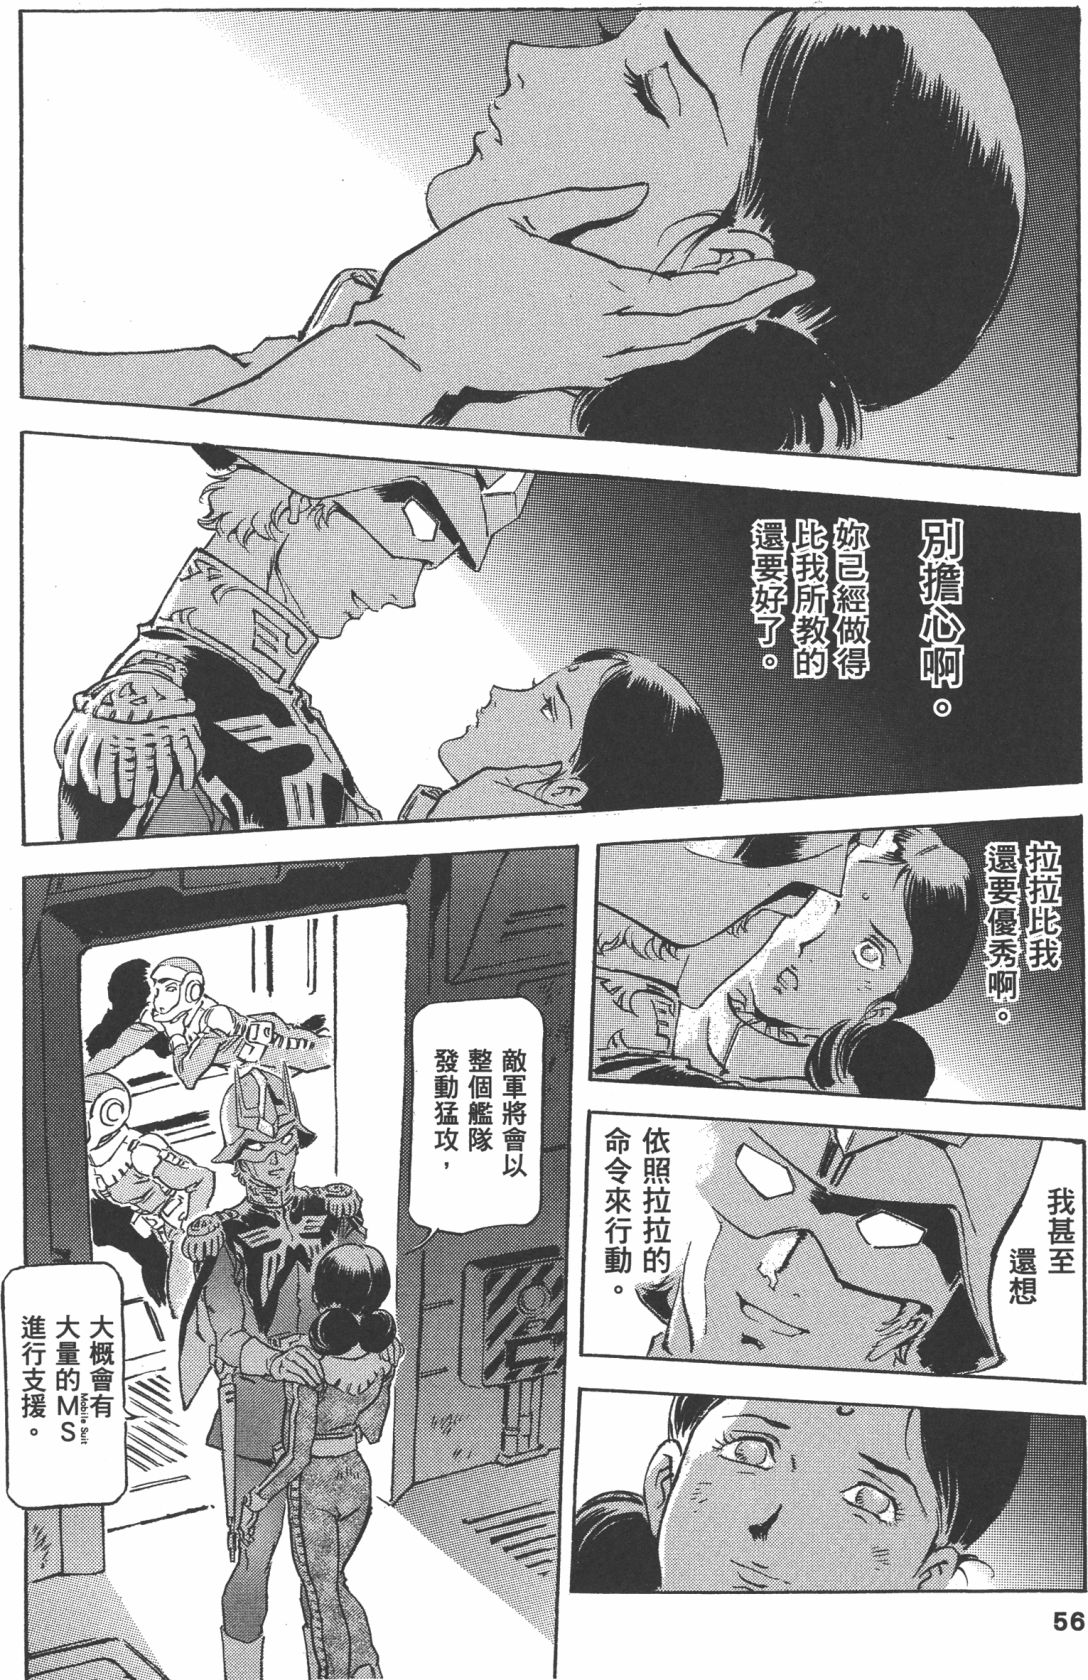 別擔心啊。
妳已經做得
比我所教的
還要好了。
拉拉比我
還要優秀啊。
我甚至
還想
依照拉拉的
命令來行動。
敵軍將會以
整個艦隊
發動猛攻，
大概會有
大量的MS
Mobile Suit
進行支援。
56